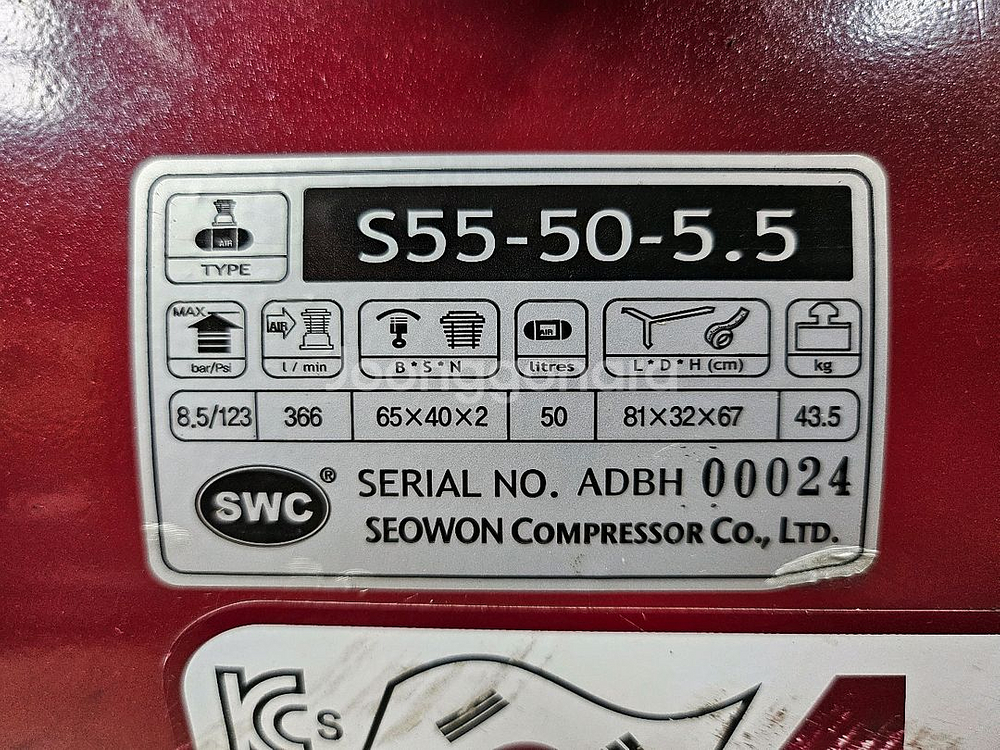 AIR
TYPE
S55-50-5.5
MAX
bar/Psi
AIR
l / min
B * S * N
AIR
litres
L * D * H (cm)
kg
8.5/123 366 65×40×2 50 81×32×67 43.5
SWC ® SERIAL NO. ADBH 00024
SEOWON COMPRESSOR CO., LTD.
KCs